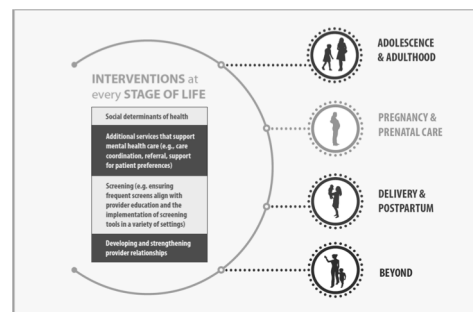 INTERVENTIONS at
every STAGE OF LIFE
Social determinants of health
Additional services that support
mental health care (e.g., care
coordination, referral, support
for patient preferences)
Screening (e.g. ensuring
frequent screens align with
provider education and the
implementation of screening
tools in a variety of settings)
Developing and strengthening
provider relationships
ADOLESCENCE
& ADULTHOOD
PREGNANCY &
PRENATAL CARE
DELIVERY &
POSTPARTUM
BEYOND